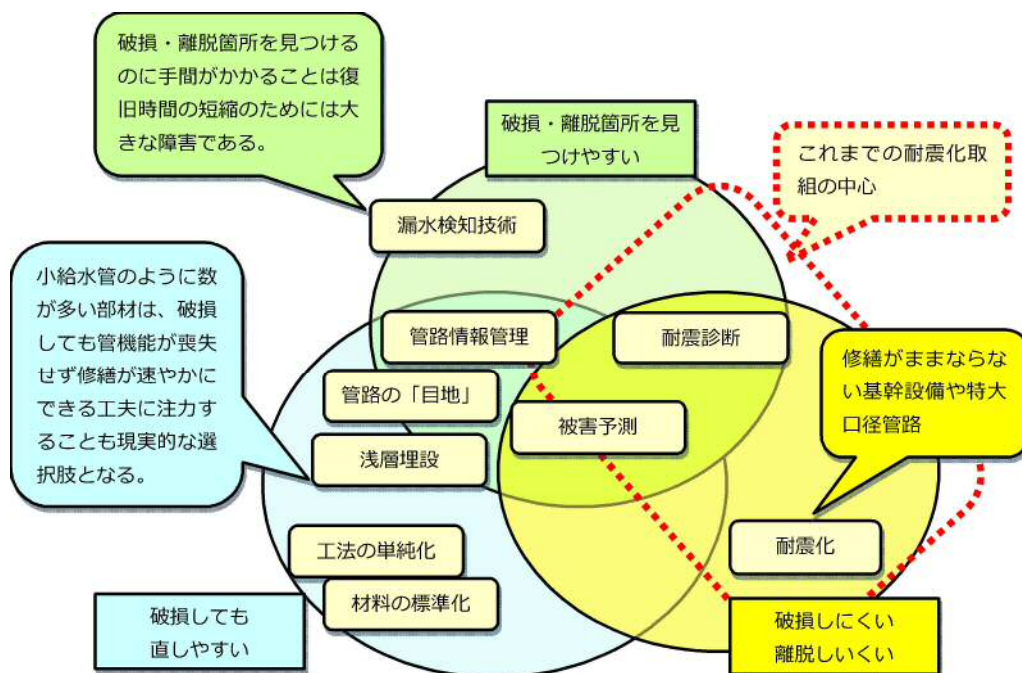 破損・離脱箇所を見つける
のに手間がかかることは復
旧時間の短縮のためには大
きな障害である。
破損・離脱箇所を見
つけやすい
これまでの耐震化取
組の中心
漏水検知技術
小給水管のように数
が多い部材は、破損
しても管機能が喪失
せず修繕が速やかに
できる工夫に注力す
ることも現実的な選
択肢となる。
管路情報管理
耐震診断
修繕がままならな
い基幹設備や特大
口径管路
管路の「目地」
被害予測
浅層埋設
工法の単純化
耐震化
材料の標準化
破損しても
直しやすい
破損しにくい
離脱しいくい